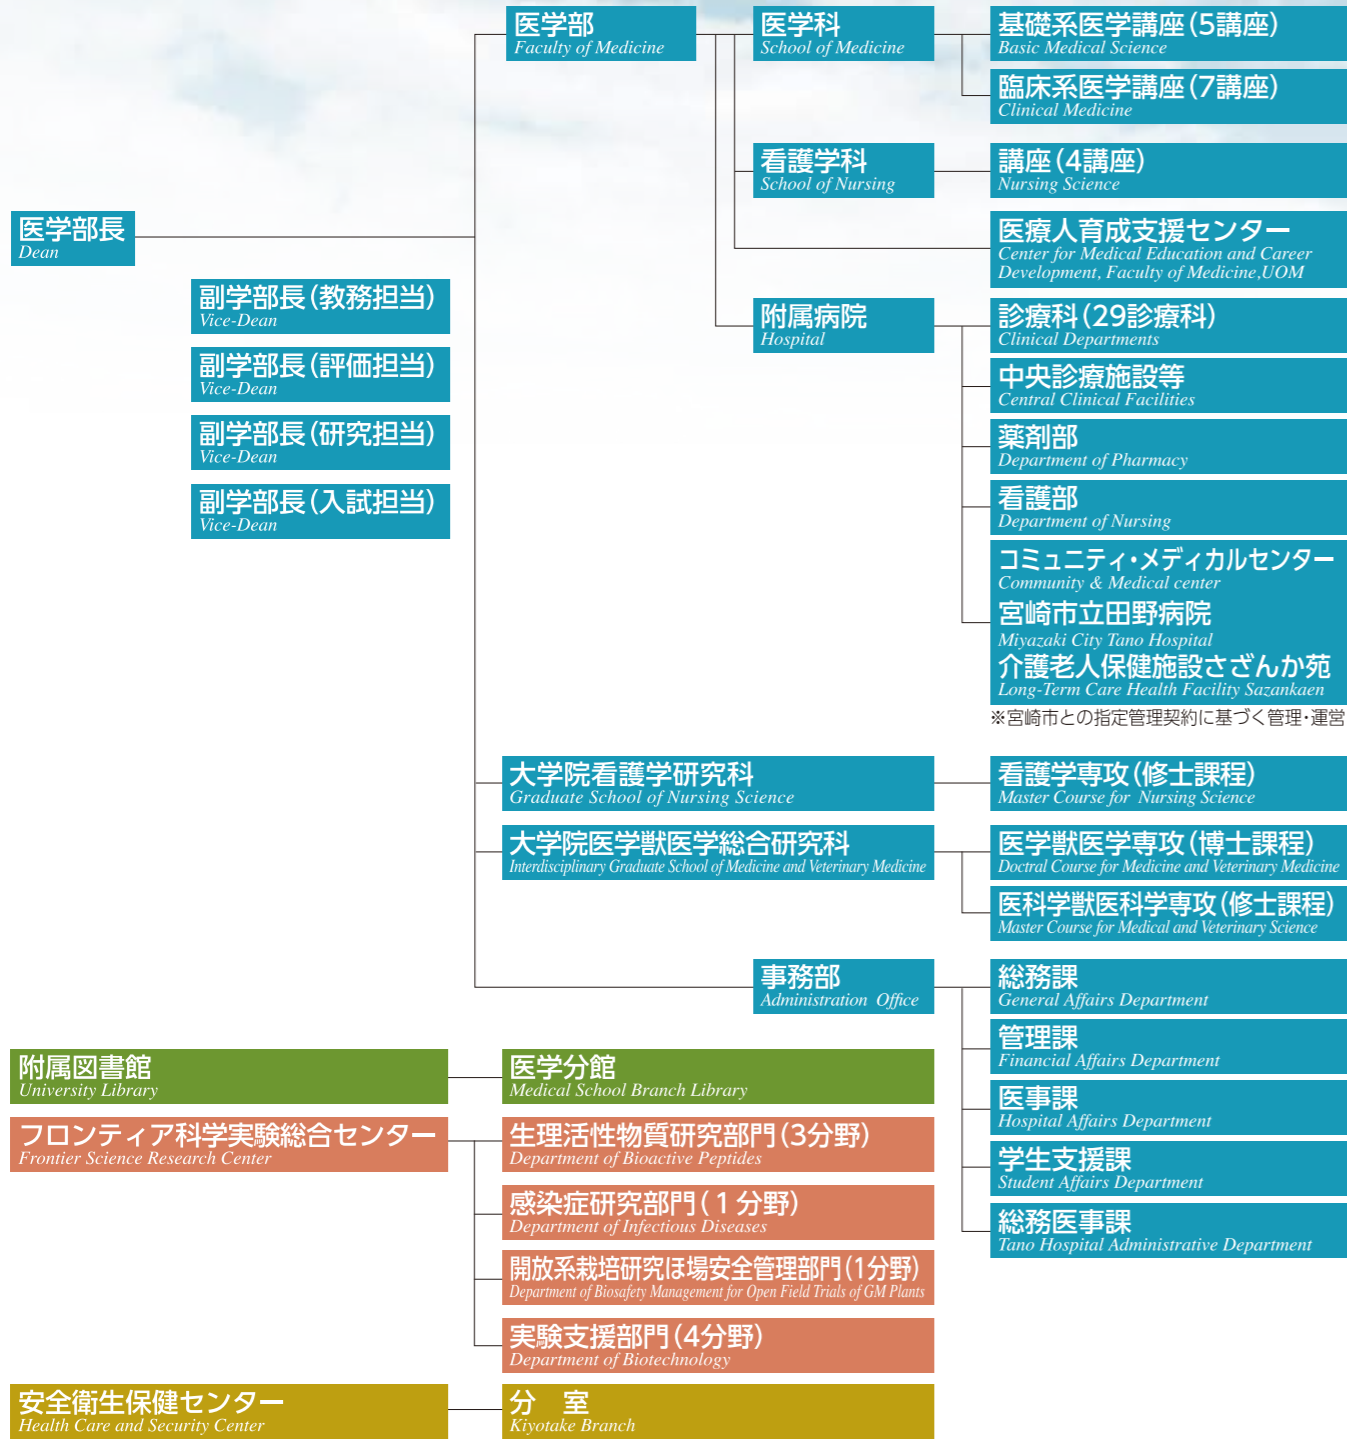 医学部長
Dean
副学部長(教務担当)
Vice-Dean
副学部長(評価担当)
Vice-Dean
副学部長(研究担当)
Vice-Dean
副学部長(入試担当)
Vice-Dean
医学部
Faculty of Medicine
医学科
School of Medicine
基礎系医学講座(5講座)
Basic Medical Science
臨床系医学講座(7講座)
Clinical Medicine
看護学科
School of Nursing
講座(4講座)
Nursing Science
医療人育成支援センター
Center for Medical Education and Career
Development, Faculty of Medicine,UOM
附属病院
Hospital
診療科(29診療科)
Clinical Departments
中央診療施設等
Central Clinical Facilities
薬剤部
Department of Pharmacy
看護部
Department of Nursing
コミュニティ・メディカルセンター
Community & Medical center
宮崎市立田野病院
Miyazaki City Tano Hospital
介護老人保健施設さざんか苑
Long-Term Care Health Facility Sazankaen
※宮崎市との指定管理契約に基づく管理・運営
大学院看護学研究科
Graduate School of Nursing Science
看護学専攻(修士課程)
Master Course for Nursing Science
大学院医学獣医学総合研究科
Interdisciplinary Graduate School of Medicine and Veterinary Medicine
医学獣医学専攻(博士課程)
Doctral Course for Medicine and Veterinary Medicine
医科学獣医科学専攻(修士課程)
Master Course for Medical and Veterinary Science
事務部
Administration Office
総務課
General Affairs Department
管理課
Financial Affairs Department
医事課
Hospital Affairs Department
学生支援課
Student Affairs Department
総務医事課
Tano Hospital Administrative Department
附属図書館
University Library
医学分館
Medical School Branch Library
フロンティア科学実験総合センター
Frontier Science Research Center
生理活性物質研究部門(3分野)
Department of Bioactive Peptides
感染症研究部門(1分野)
Department of Infectious Diseases
開放系栽培研究ほ場安全管理部門(1分野)
Department of Biosafety Management for Open Field Trials of GM Plants
実験支援部門(4分野)
Department of Biotechnology
安全衛生保健センター
Health Care and Security Center
分 室
Kiyotake Branch